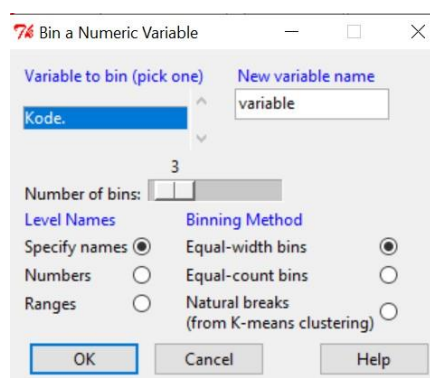 Bin a Numeric Variable
Variable to bin (pick one) New variable name
Kode. variable
3
Number of bins:
Level Names Binning Method
Specify names Equal-width bins
Numbers Equal-count bins
Ranges Natural breaks
(from K-means clustering)
OK Cancel Help